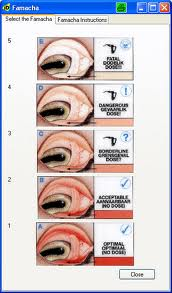 Famacha
Select the Famacha
Famacha Instructions
5
E
FATAL
DODELIK
DOSE!!!
4
D
DANGEROUS
GEVAARLIK
DOSE!
3
C
BORDERLINE
GRENSGEVAL
DOSE?
2
B
ACCEPTABLE
AANVAARBAAR
(NO DOSE)
1
A
OPTIMAL
OPTIMAAL
(NO DOSE)
Close